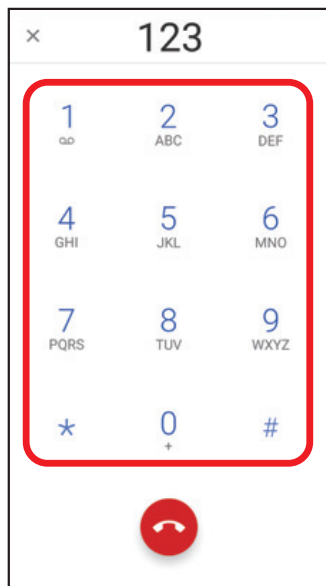 × 123
1 2 3
ABC DEF
4 5 6
GHI JKL MNO
7 8 9
PQRS TUV WXYZ
* 0 #
+